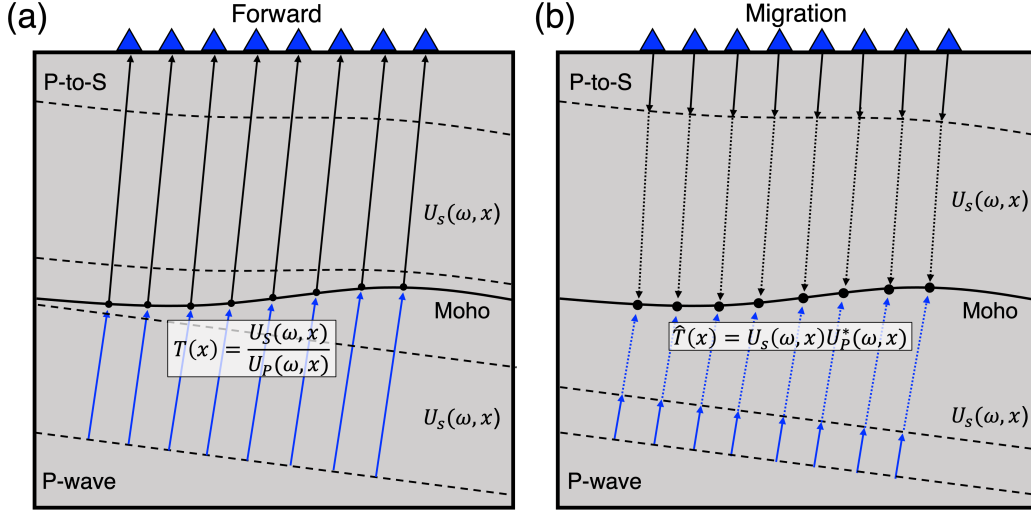 (a) Forward
P-to-S
U_s(ω, x)
Moho
T(x) = U_S(ω, x) / U_P(ω, x)
U_s(ω, x)
P-wave
(b) Migration
P-to-S
U_s(ω, x)
Moho
T̂(x) = U_s(ω, x)U_P^*(ω, x)
U_s(ω, x)
P-wave